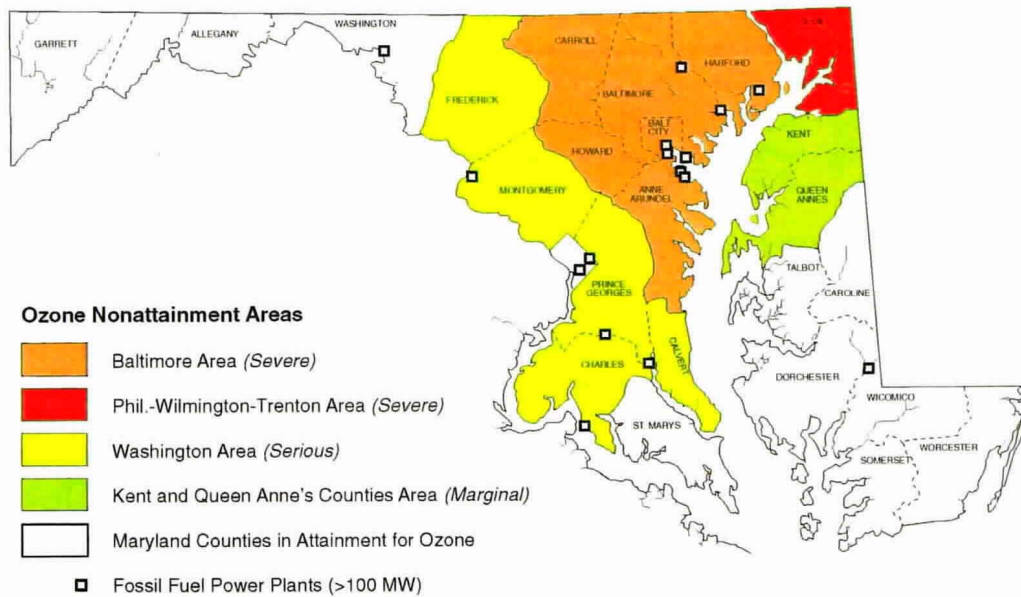 WASHINGTON
GARRETT
ALLEGANY
CARROLL
HARFORD
FREDERICK
BALTIMORE
BALT
CITY
KENT
HOWARD
MONTGOMERY
ANNE
ARUNDEL
QUEEN
ANNES
TALBOT
PRINCE
GEORGES
CAROLINE
Ozone Nonattainment Areas
Baltimore Area (Severe)
CHARLES
CALVERT
DORCHESTER
Phil.-Wilmington-Trenton Area (Severe)
WICOMICO
ST. MARYS
Washington Area (Serious)
WORCESTER
SOMERSET
Kent and Queen Anne's Counties Area (Marginal)
Maryland Counties in Attainment for Ozone
Fossil Fuel Power Plants (>100 MW)